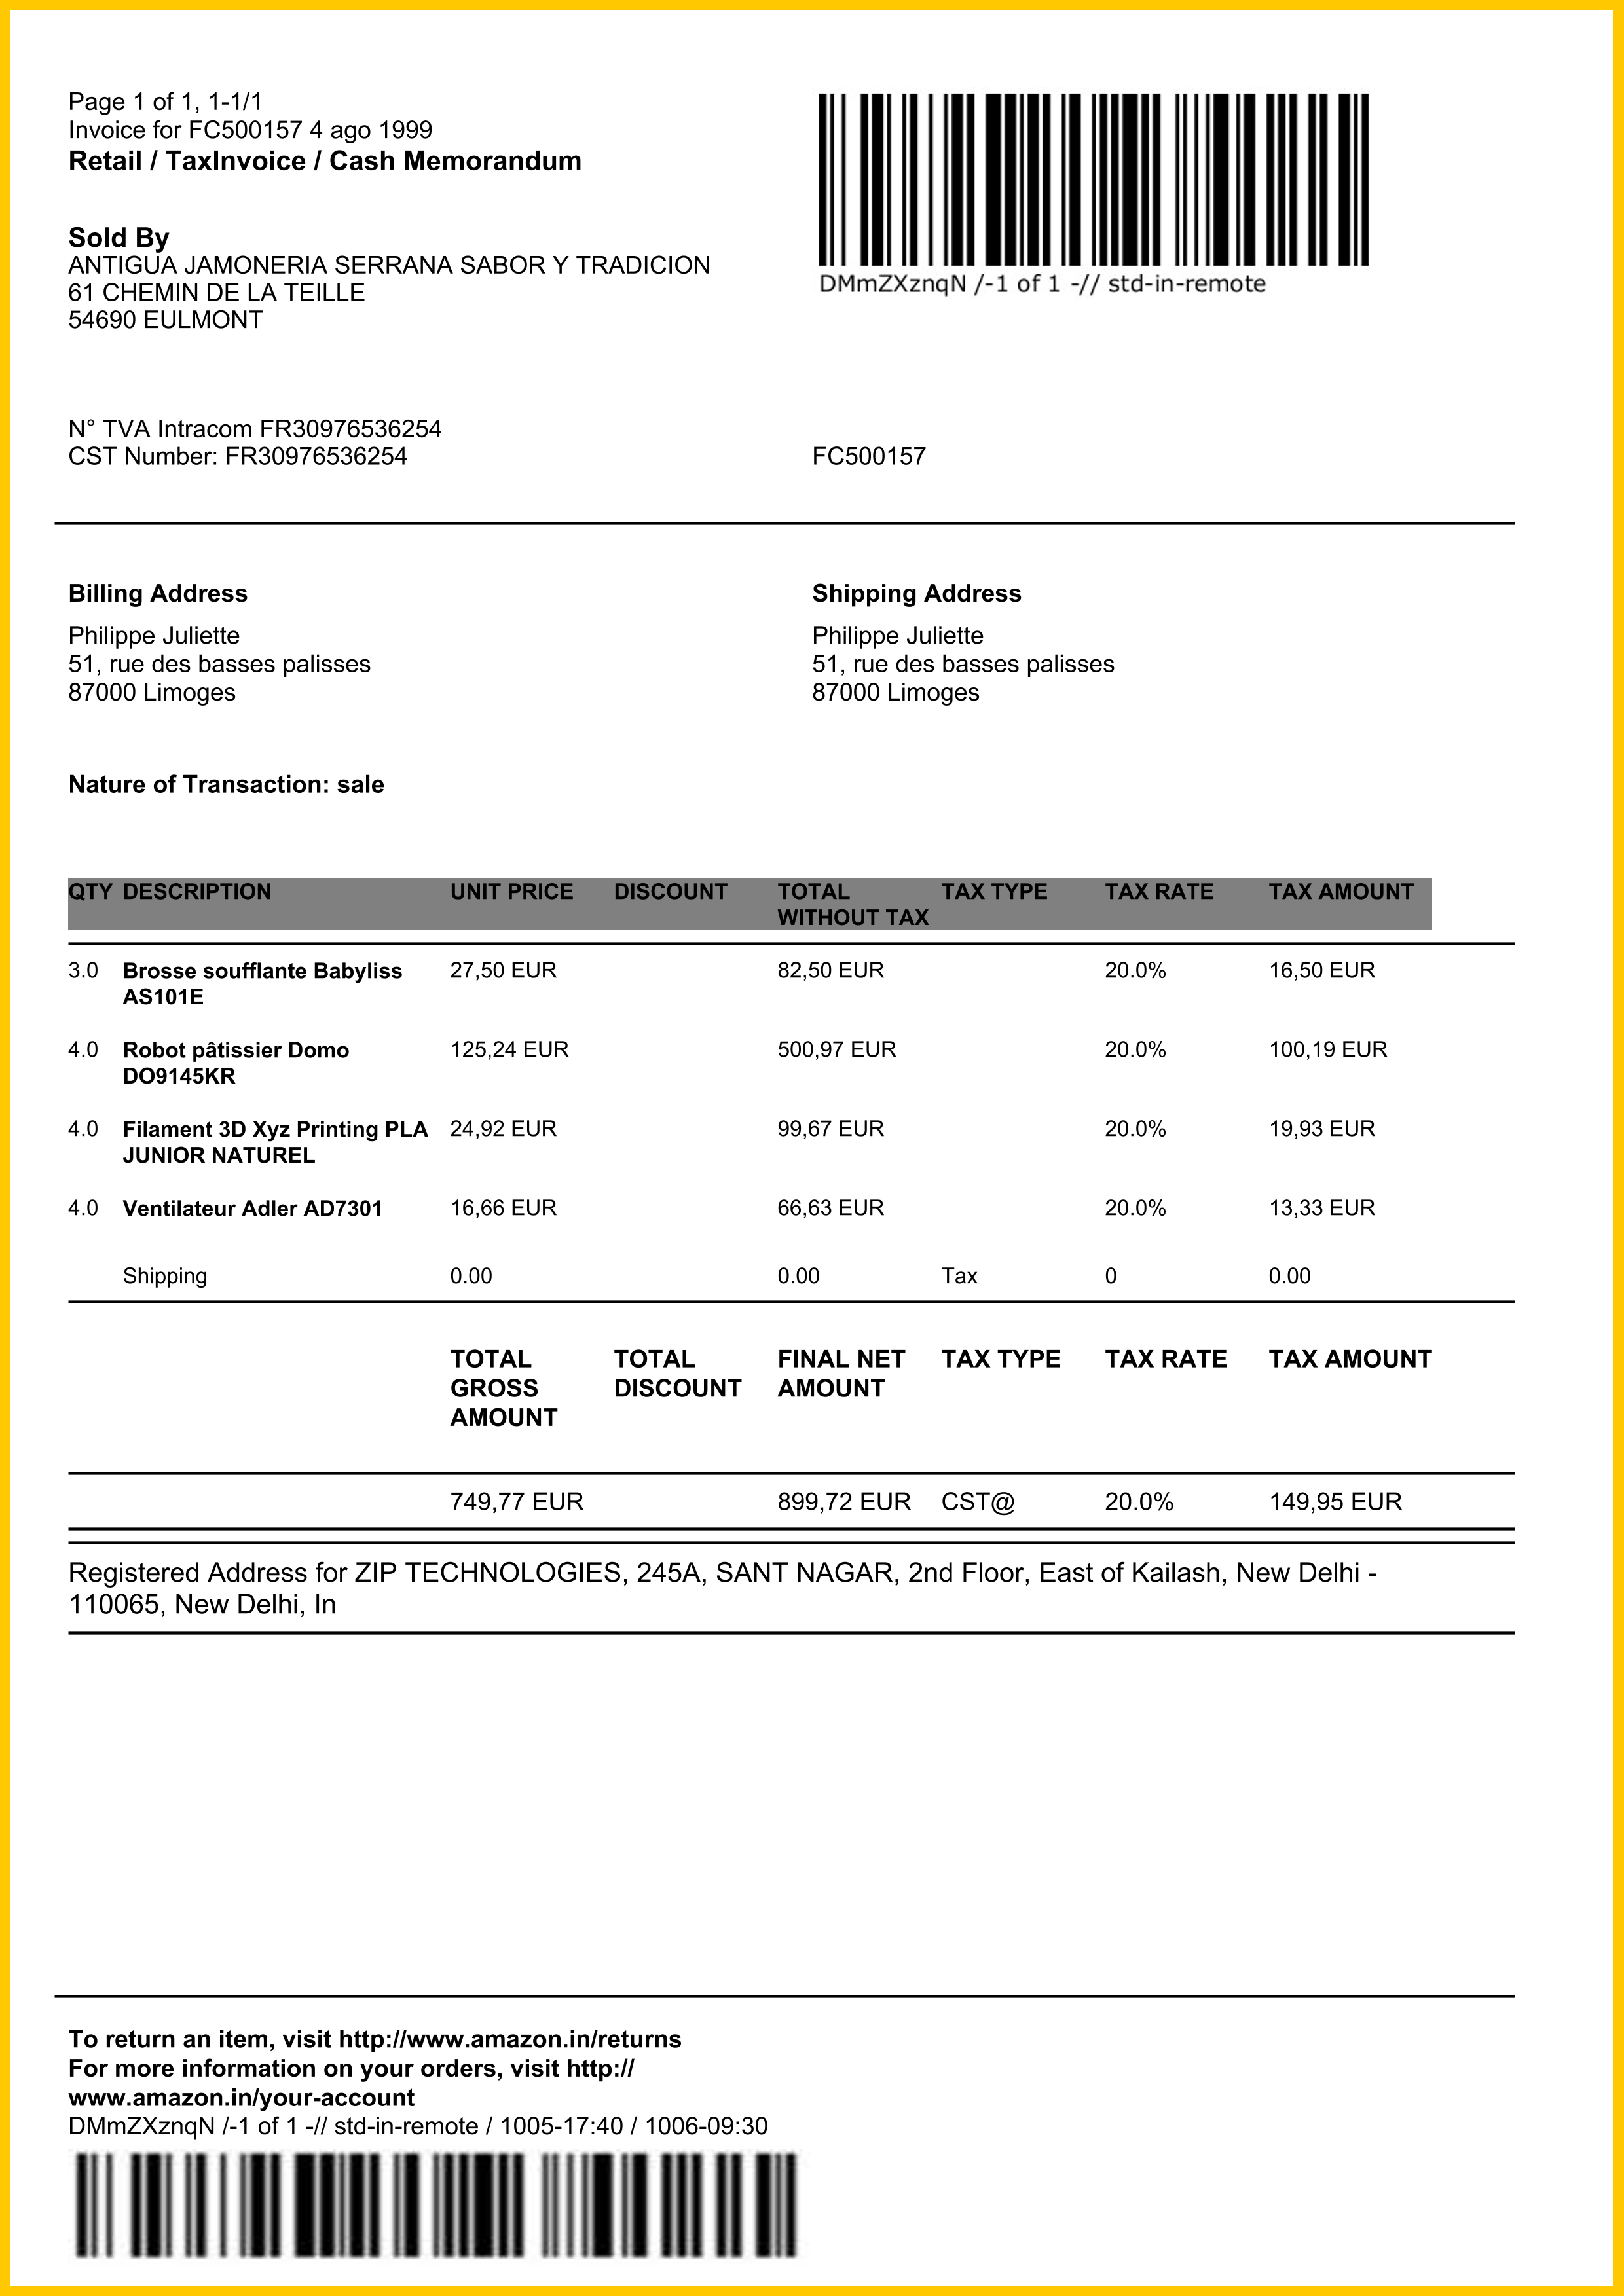 Page 1 of 1, 1-1/1
Invoice for FC500157 4 ago 1999
Retail / TaxInvoice / Cash Memorandum
DMmZXznqN /-1 of 1 -// std-in-remote
Sold By
ANTIGUA JAMONERIA SERRANA SABOR Y TRADICION
61 CHEMIN DE LA TEILLE
54690 EULMONT
N° TVA Intracom FR30976536254
CST Number: FR30976536254
FC500157
Billing Address
Philippe Juliette
51, rue des basses palisses
87000 Limoges
Shipping Address
Philippe Juliette
51, rue des basses palisses
87000 Limoges
Nature of Transaction: sale
QTY DESCRIPTION UNIT PRICE DISCOUNT TOTAL TAX TYPE TAX RATE TAX AMOUNT
WITHOUT TAX
3.0 Brosse soufflante Babyliss 27,50 EUR 82,50 EUR 20.0% 16,50 EUR
AS101E
4.0 Robot pâtissier Domo 125,24 EUR 500,97 EUR 20.0% 100,19 EUR
DO9145KR
4.0 Filament 3D Xyz Printing PLA 24,92 EUR 99,67 EUR 20.0% 19,93 EUR
JUNIOR NATUREL
4.0 Ventilateur Adler AD7301 16,66 EUR 66,63 EUR 20.0% 13,33 EUR
Shipping 0.00 0.00 Tax 0 0.00
TOTAL TOTAL FINAL NET TAX TYPE TAX RATE TAX AMOUNT
GROSS DISCOUNT AMOUNT
AMOUNT
749,77 EUR 899,72 EUR CST@ 20.0% 149,95 EUR
Registered Address for ZIP TECHNOLOGIES, 245A, SANT NAGAR, 2nd Floor, East of Kailash, New Delhi -
110065, New Delhi, In
To return an item, visit http://www.amazon.in/returns
For more information on your orders, visit http://
www.amazon.in/your-account
DMmZXznqN /-1 of 1 -// std-in-remote / 1005-17:40 / 1006-09:30